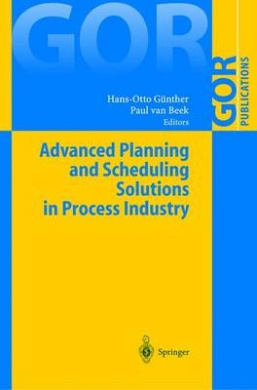 GOR
Hans-Otto Günther
Paul van Beek
Editors
GOR
PUBLICATIONS
Advanced Planning
and Scheduling
Solutions
in Process Industry
Springer